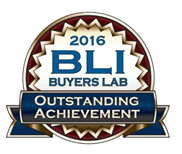 2016
BLI
BUYERS LAB
OUTSTANDING
ACHIEVEMENT